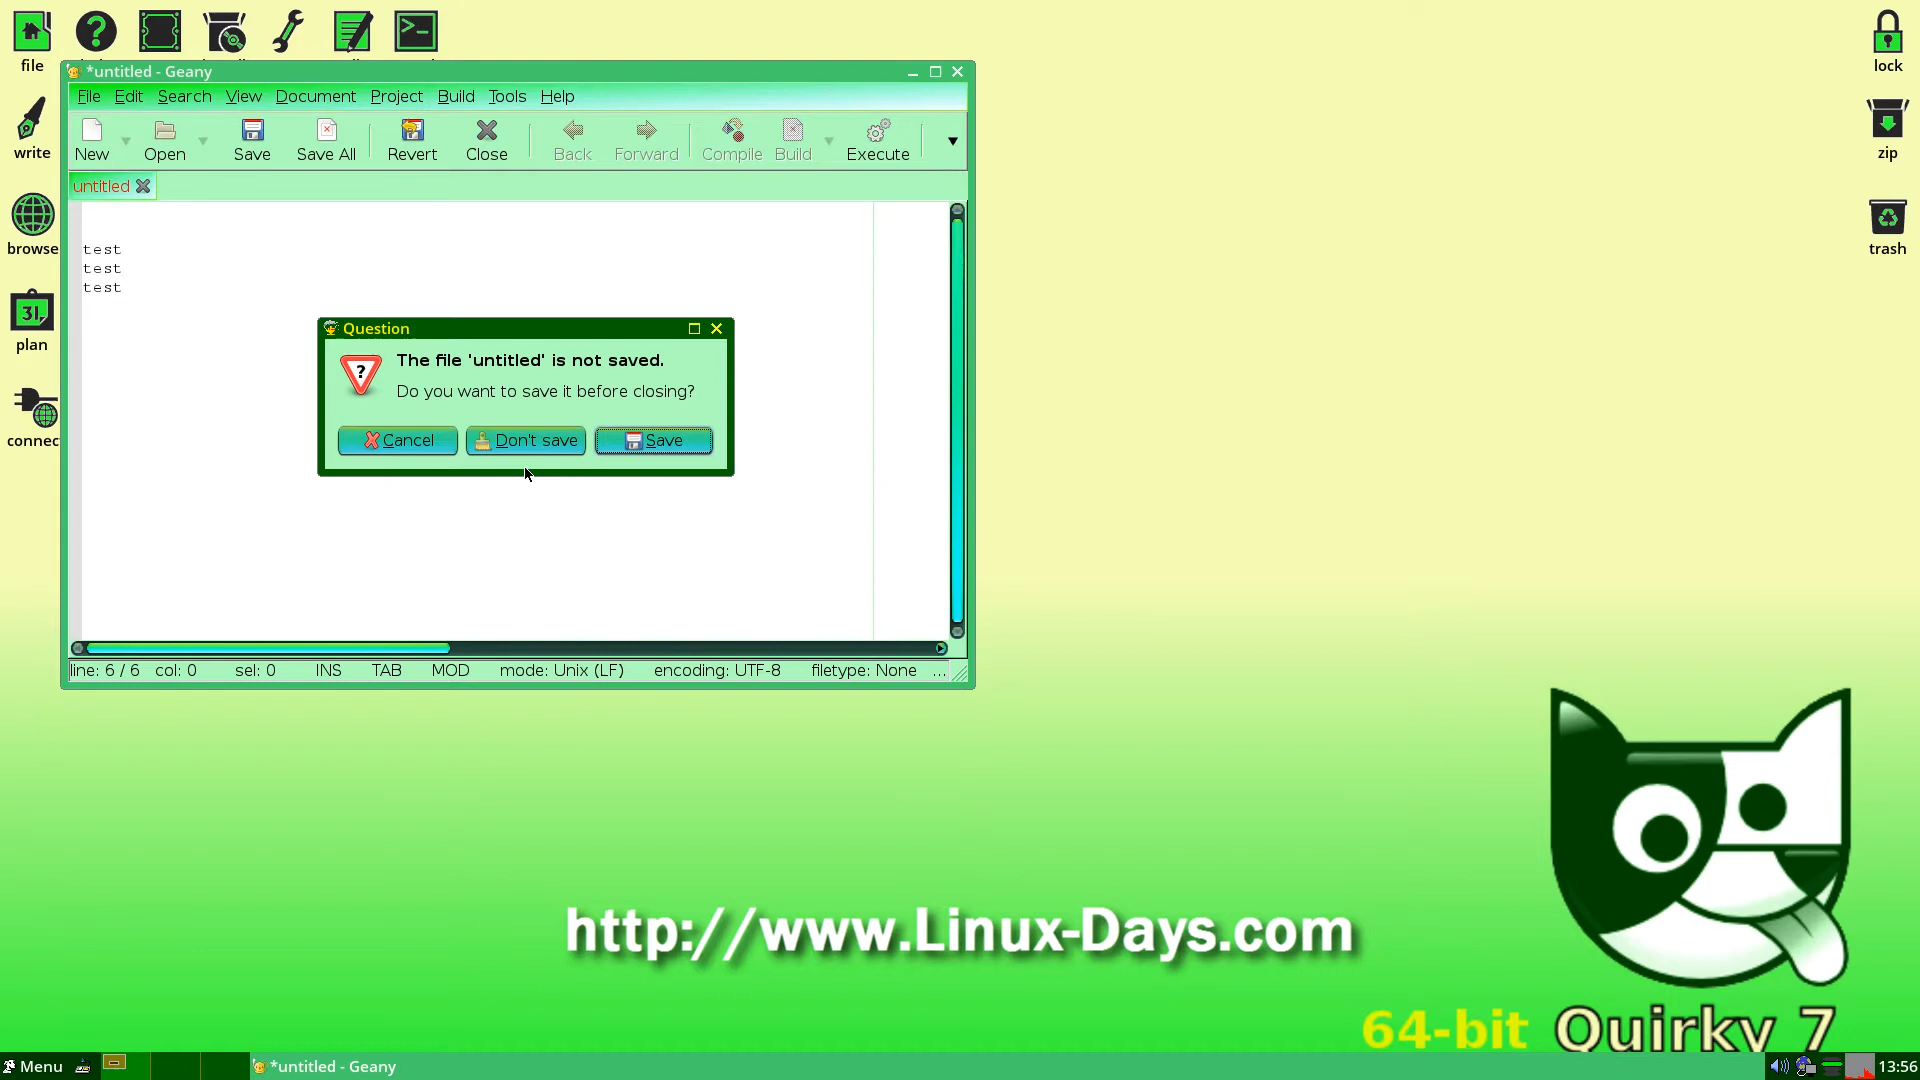 file
lock
*untitled - Geany
File Edit Search View Document Project Build Tools Help
New Open Save Save All Revert Close Back Forward Compile Build Execute
write
zip
untitled
browse
trash
test
test
test
31
plan
Question
The file 'untitled' is not saved.
Do you want to save it before closing?
Cancel Don't save Save
connec
line: 6 / 6 col: 0 sel: 0 INS TAB MOD mode: Unix (LF) encoding: UTF-8 filetype: None ...
http://www.Linux-Days.com
64-bit Quirky 7
Menu *untitled - Geany 13:56